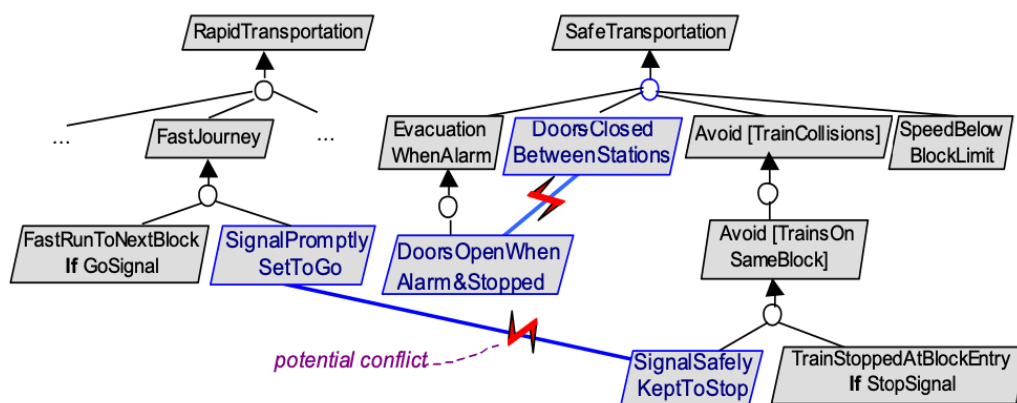 RapidTransportation
SafeTransportation
...
FastJourney
...
Evacuation
WhenAlarm
DoorsClosed
BetweenStations
Avoid [TrainCollisions]
SpeedBelow
BlockLimit
FastRunToNextBlock
If GoSignal
SignalPromptly
SetToGo
DoorsOpenWhen
Alarm&Stopped
Avoid [TrainsOn
SameBlock]
potential conflict
SignalSafely
KeptToStop
TrainStoppedAtBlockEntry
If StopSignal